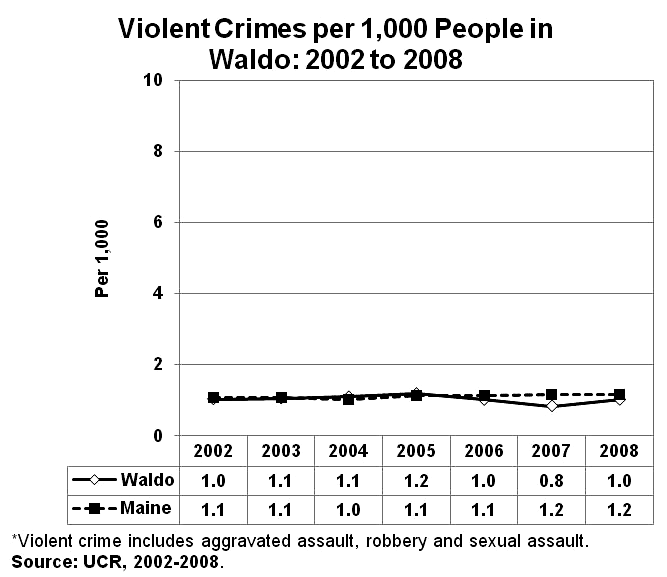 Violent Crimes per 1,000 People in
Waldo: 2002 to 2008
10
8
6
4
2
0
Per 1,000
2002 2003 2004 2005 2006 2007 2008
Waldo 1.0 1.1 1.1 1.2 1.0 0.8 1.0
Maine 1.1 1.1 1.0 1.1 1.1 1.2 1.2
*Violent crime includes aggravated assault, robbery and sexual assault.
Source: UCR, 2002-2008.